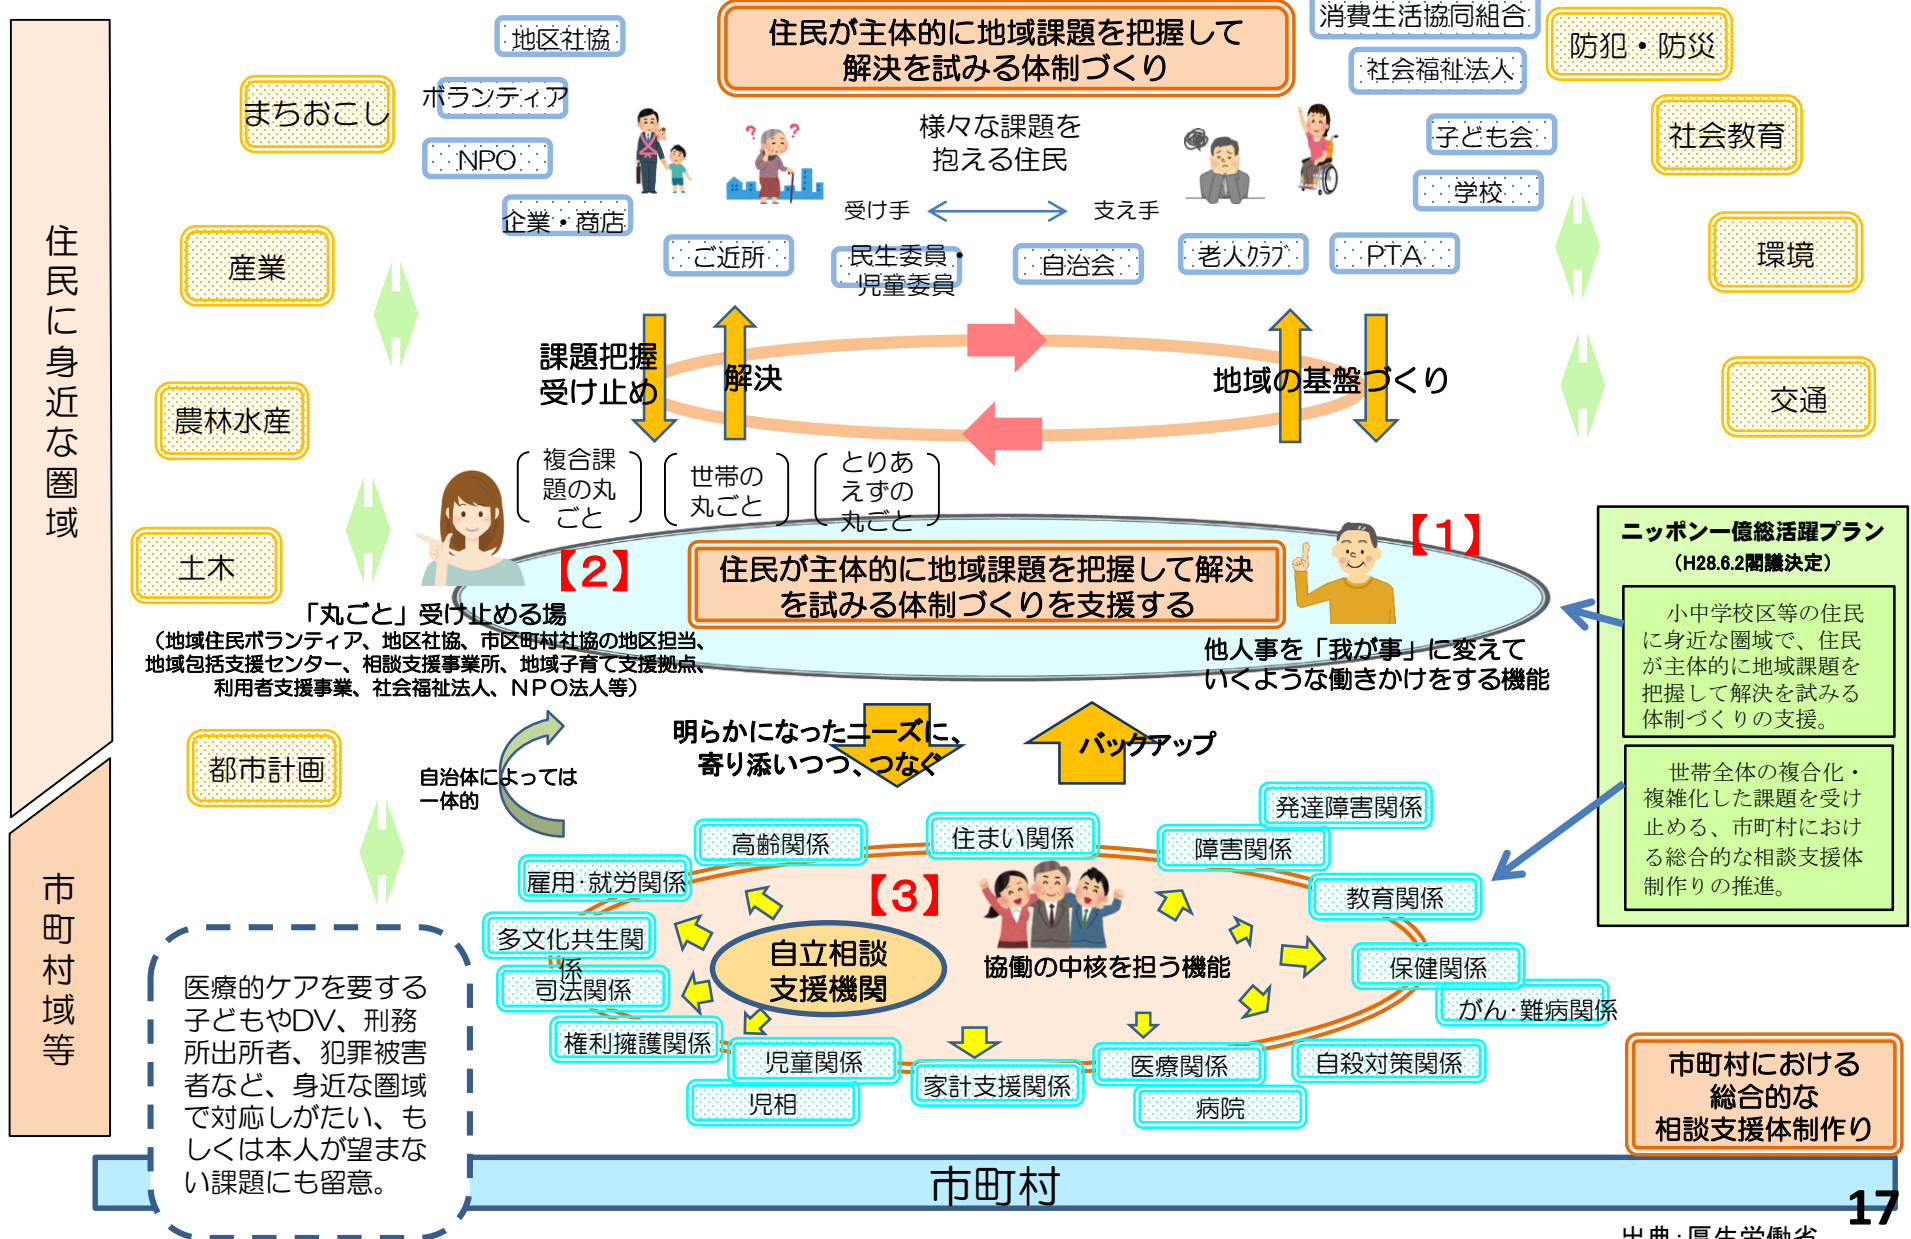 住民が主体的に地域課題を把握して
解決を試みる体制づくり
消費生活協同組合
地区社協
防犯・防災
社会福祉法人
まちおこし
ボランティア
様々な課題を
抱える住民
子ども会
社会教育
NPO
学校
受け手
支え手
企業・商店
産業
ご近所
民生委員・
児童委員
自治会
老人クラブ
PTA
環境
住民に身近な圏域
課題把握
受け止め
解決
地域の基盤づくり
農林水産
交通
複合課
題の丸
ごと
世帯の
丸ごと
とりあ
えずの
丸ごと
【1】
【2】
住民が主体的に地域課題を把握して解決
を試みる体制づくりを支援する
土木
「丸ごと」受け止める場
（地域住民ボランティア、地区社協、市区町村社協の地区担当、
地域包括支援センター、相談支援事業所、地域子育て支援拠点、
利用者支援事業、社会福祉法人、NPO法人等）
他人事を「我が事」に変えて
いくような働きかけをする機能
ニッポン一億総活躍プラン
（H28.6.2閣議決定）
小中学校区等の住民
に身近な圏域で、住民
が主体的に地域課題を
把握して解決を試みる
体制づくりの支援。
世帯全体の複合化・
複雑化した課題を受け
止める、市町村におけ
る総合的な相談支援体
制作りの推進。
明らかになったニーズに、
寄り添いつつ、つなぐ
バックアップ
都市計画
自治体によっては
一体的
市町村域等
発達障害関係
高齢関係
住まい関係
障害関係
雇用・就労関係
【3】
教育関係
多文化共生関
係
自立相談
支援機関
協働の中核を担う機能
保健関係
司法関係
がん・難病関係
権利擁護関係
児童関係
医療関係
自殺対策関係
家計支援関係
児相
病院
医療的ケアを要する
子どもやDV、刑務
所出所者、犯罪被害
者など、身近な圏域
で対応しがたい、も
しくは本人が望まな
い課題にも留意。
市町村における
総合的な
相談支援体制作り
市町村
17
出典：厚生労働省